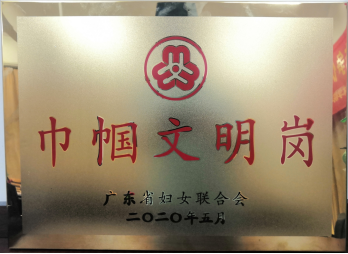 巾帼文明岗
广东省妇女联合会
二〇二〇年五月